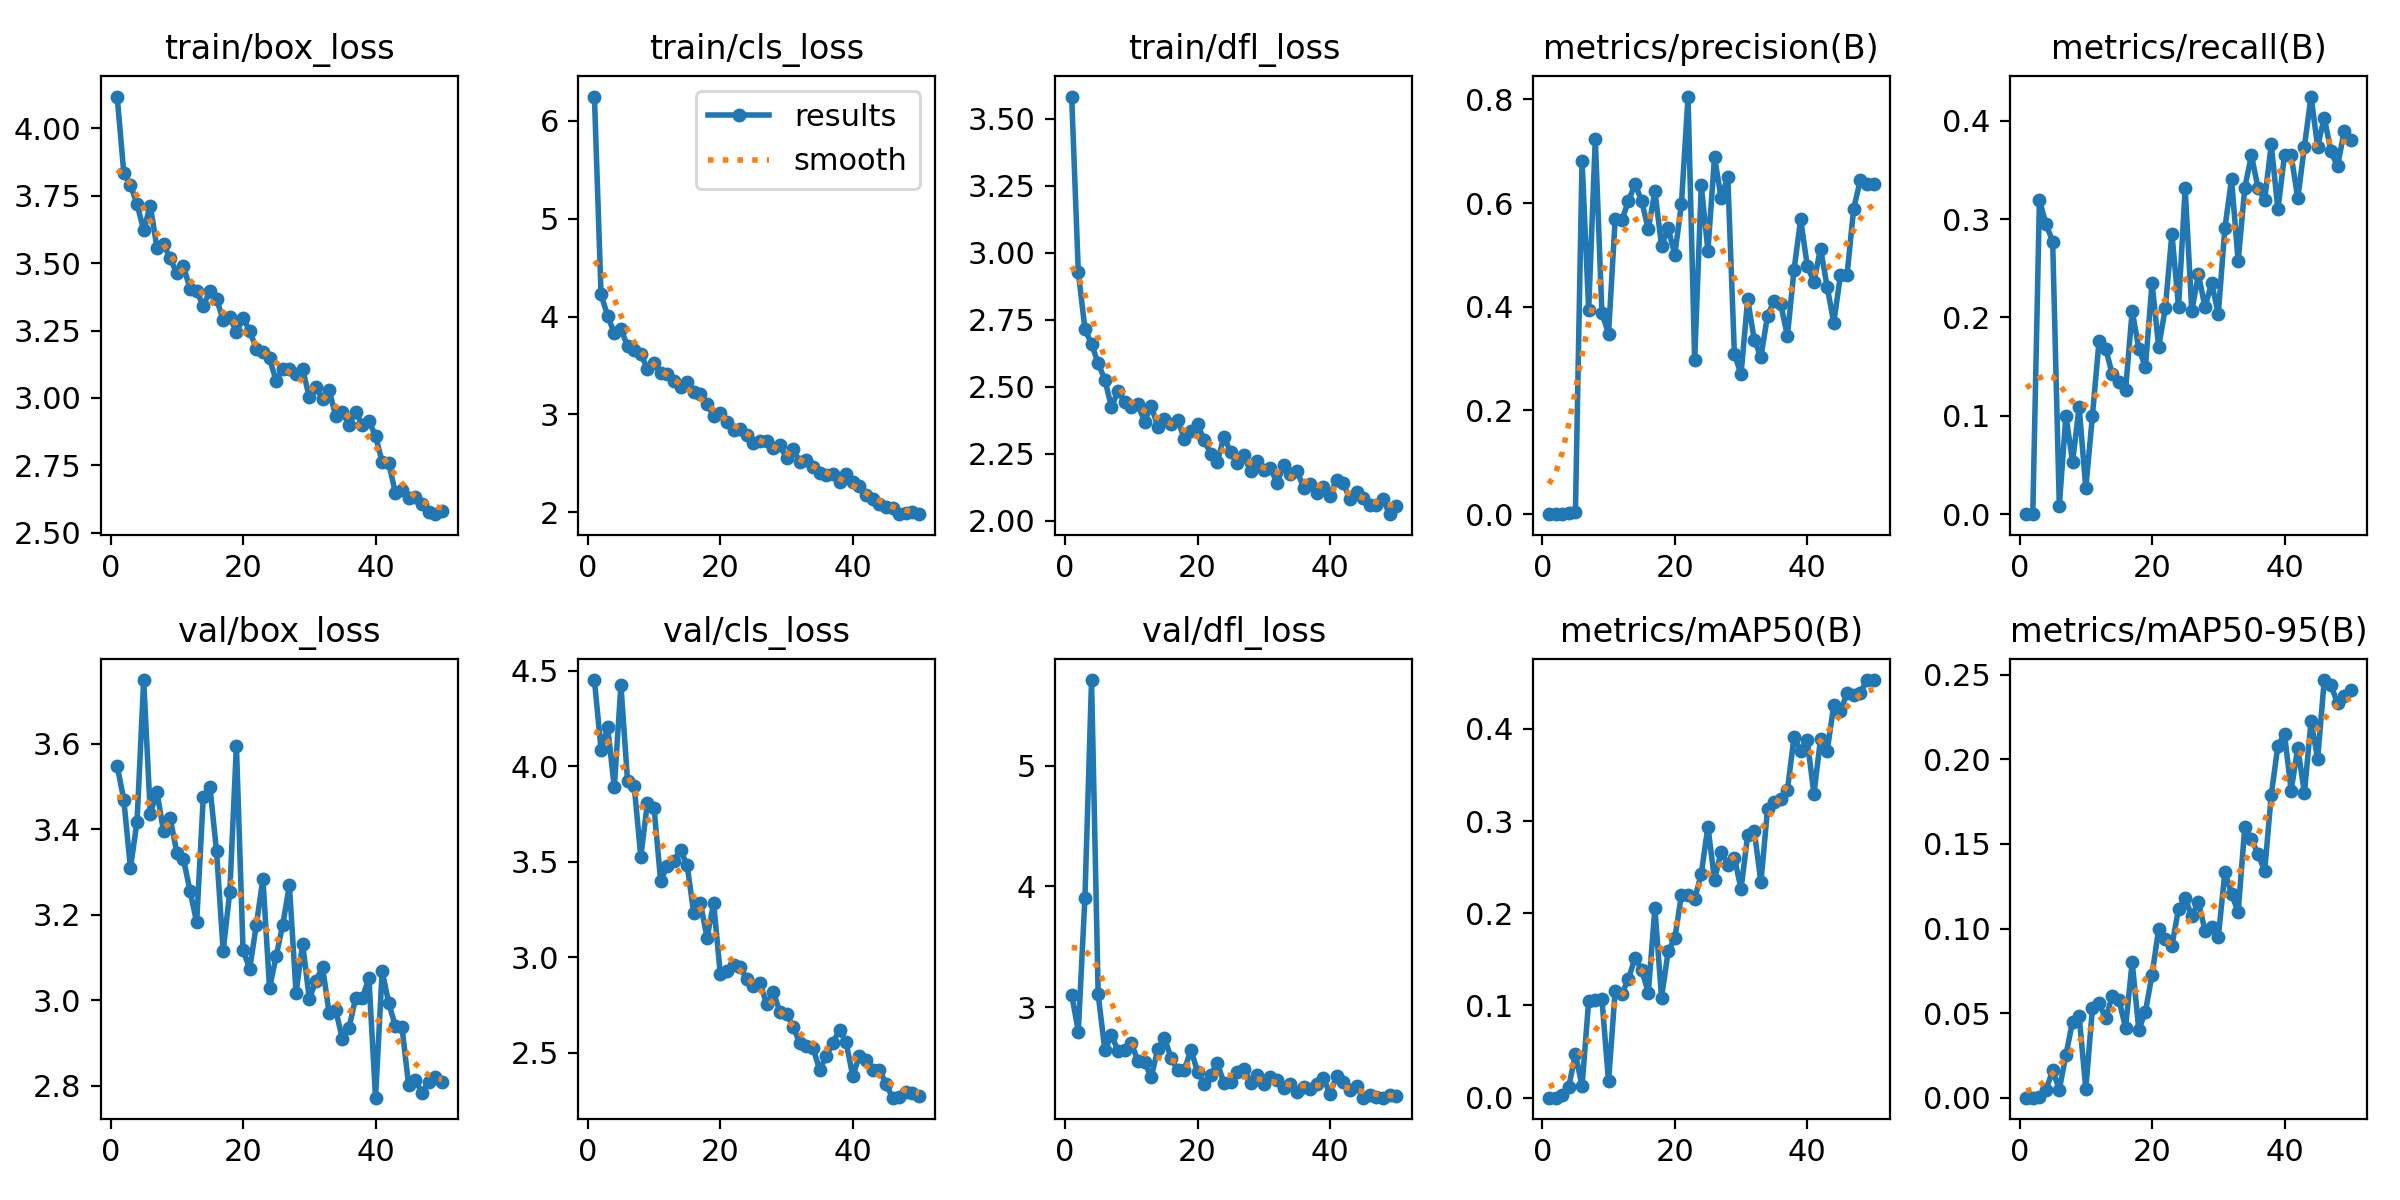 train/box_loss
train/cls_loss
train/dfl_loss
metrics/precision(B)
metrics/recall(B)
4.00
3.75
3.50
3.25
3.00
2.75
2.50
0 20 40
results
smooth
6
5
4
3
2
0 20 40
3.50
3.25
3.00
2.75
2.50
2.25
2.00
0 20 40
0.8
0.6
0.4
0.2
0.0
0 20 40
0.4
0.3
0.2
0.1
0.0
0 20 40
val/box_loss
val/cls_loss
val/dfl_loss
metrics/mAP50(B)
metrics/mAP50-95(B)
3.6
3.4
3.2
3.0
2.8
0 20 40
4.5
4.0
3.5
3.0
2.5
0 20 40
5
4
3
0 20 40
0.4
0.3
0.2
0.1
0.0
0 20 40
0.25
0.20
0.15
0.10
0.05
0.00
0 20 40